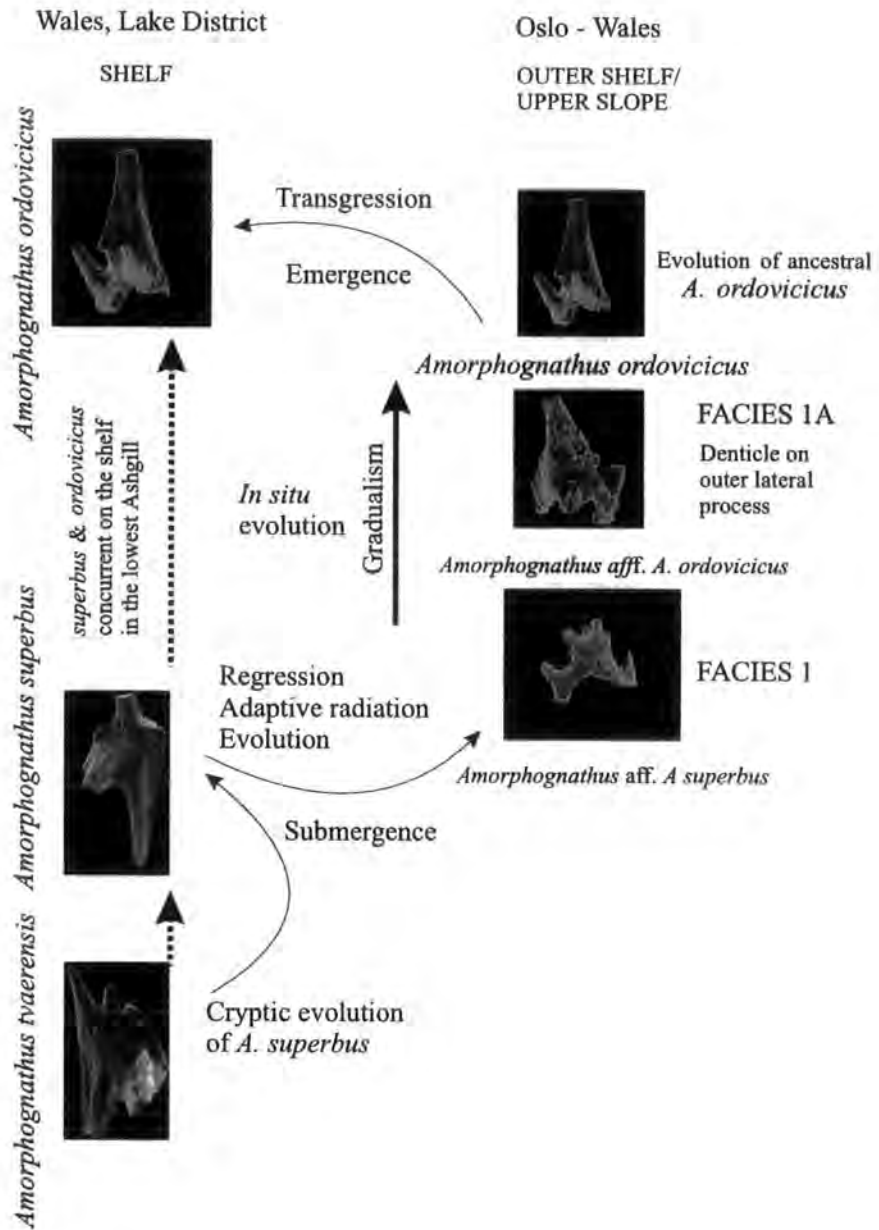 Wales, Lake District
SHELF
Oslo - Wales
OUTER SHELF/
UPPER SLOPE
Amorphognathus ordovicicus
Transgression
Emergence
Evolution of ancestral
A. ordovicicus
Amorphognathus ordovicicus
superbus & ordovicicus
concurrent on the shelf
in the lowest Ashgill
In situ
evolution
Gradualism
FACIES 1A
Denticle on
outer lateral
process
Amorphognathus afff. A. ordovicicus
Amorphognathus superbus
Regression
Adaptive radiation
Evolution
FACIES 1
Amorphognathus aff. A superbus
Submergence
Amorphognathus tvaerensis
Cryptic evolution
of A. superbus